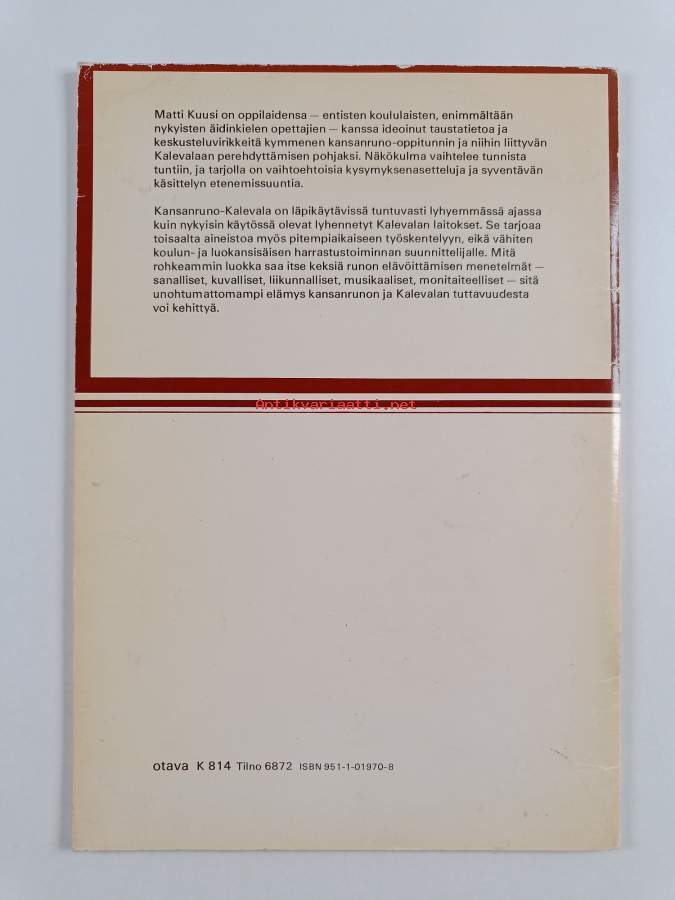 Matti Kuusi on oppilaidensa — entisten koululaisten, enimmältään
nykyisten äidinkielen opettajien — kanssa ideoinut taustatietoa ja
keskusteluvirikkeitä kymmenen kansanruno-oppitunnin ja niihin liittyvän
Kalevalaan perehdyttämisen pohjaksi. Näkökulma vaihtelee tunnista
tuntiin, ja tarjolla on vaihtoehtoisia kysymyksenasetteluja ja syventävän
käsittelyn etenemissuuntia.
Kansanruno-Kalevala on läpikäytävissä tuntuvasti lyhyemmässä ajassa
kuin nykyisin käytössä olevat lyhennetyt Kalevalan laitokset. Se tarjoaa
toisaalta aineistoa myös pitempiaikaiseen työskentelyyn, eikä vähiten
koulun- ja luokansisäisen harrastustoiminnan suunnittelijalle. Mitä
rohkeammin luokka saa itse keksiä runon elävöittämisen menetelmät —
sanalliset, kuvalliset, liikunnalliset, musikaaliset, monitaiteelliset — sitä
unohtumattomampi elämys kansanrunon ja Kalevalan tuttavuudesta
voi kehittyä.
Antikvariaatti.net
otava K 814 Tilno 6872 ISBN 951-1-01970-8